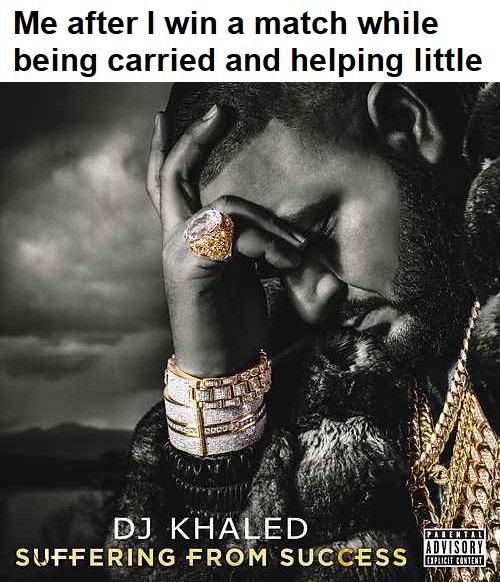 Me after I win a match while
being carried and helping little
DJ KHALED
SUFFERING FROM SUCCESS
PARENTAL
ADVISORY
EXPLICIT CONTENT